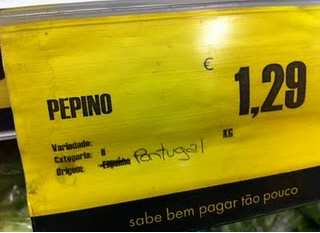 €
PEPINO 1,29
Variedade:
Categoria: II
KG
Origem: Espanha Portugal
sabe bem pagar tão pouco